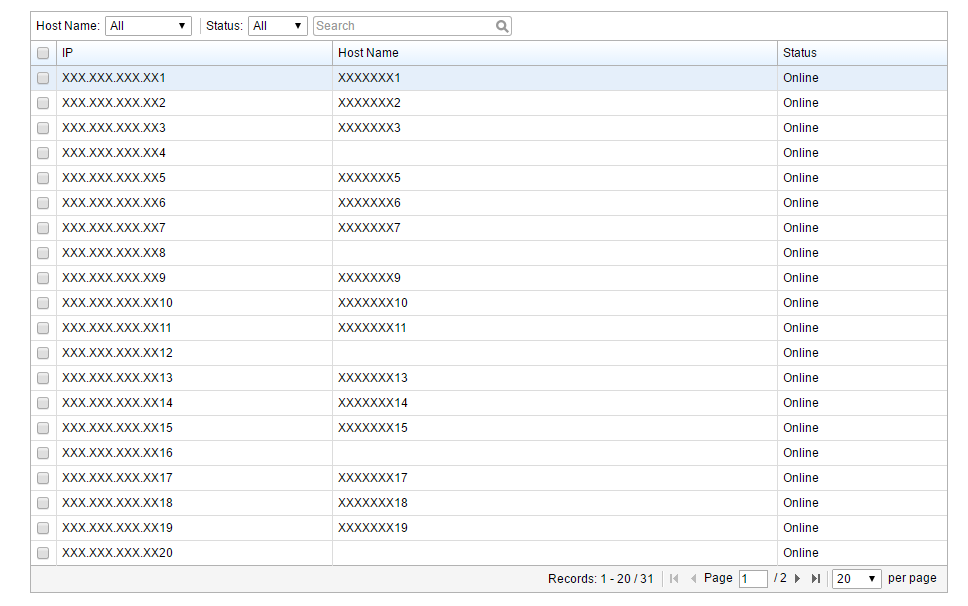 Host Name: All Status: All Search
IP Host Name Status
XXX.XXX.XXX.XX1 XXXXXXX1 Online
XXX.XXX.XXX.XX2 XXXXXXX2 Online
XXX.XXX.XXX.XX3 XXXXXXX3 Online
XXX.XXX.XXX.XX4 Online
XXX.XXX.XXX.XX5 XXXXXXX5 Online
XXX.XXX.XXX.XX6 XXXXXXX6 Online
XXX.XXX.XXX.XX7 XXXXXXX7 Online
XXX.XXX.XXX.XX8 Online
XXX.XXX.XXX.XX9 XXXXXXX9 Online
XXX.XXX.XXX.XX10 XXXXXXX10 Online
XXX.XXX.XXX.XX11 XXXXXXX11 Online
XXX.XXX.XXX.XX12 Online
XXX.XXX.XXX.XX13 XXXXXXX13 Online
XXX.XXX.XXX.XX14 XXXXXXX14 Online
XXX.XXX.XXX.XX15 XXXXXXX15 Online
XXX.XXX.XXX.XX16 Online
XXX.XXX.XXX.XX17 XXXXXXX17 Online
XXX.XXX.XXX.XX18 XXXXXXX18 Online
XXX.XXX.XXX.XX19 XXXXXXX19 Online
XXX.XXX.XXX.XX20 Online
Records: 1 - 20 / 31 Page 1 / 2 20 per page